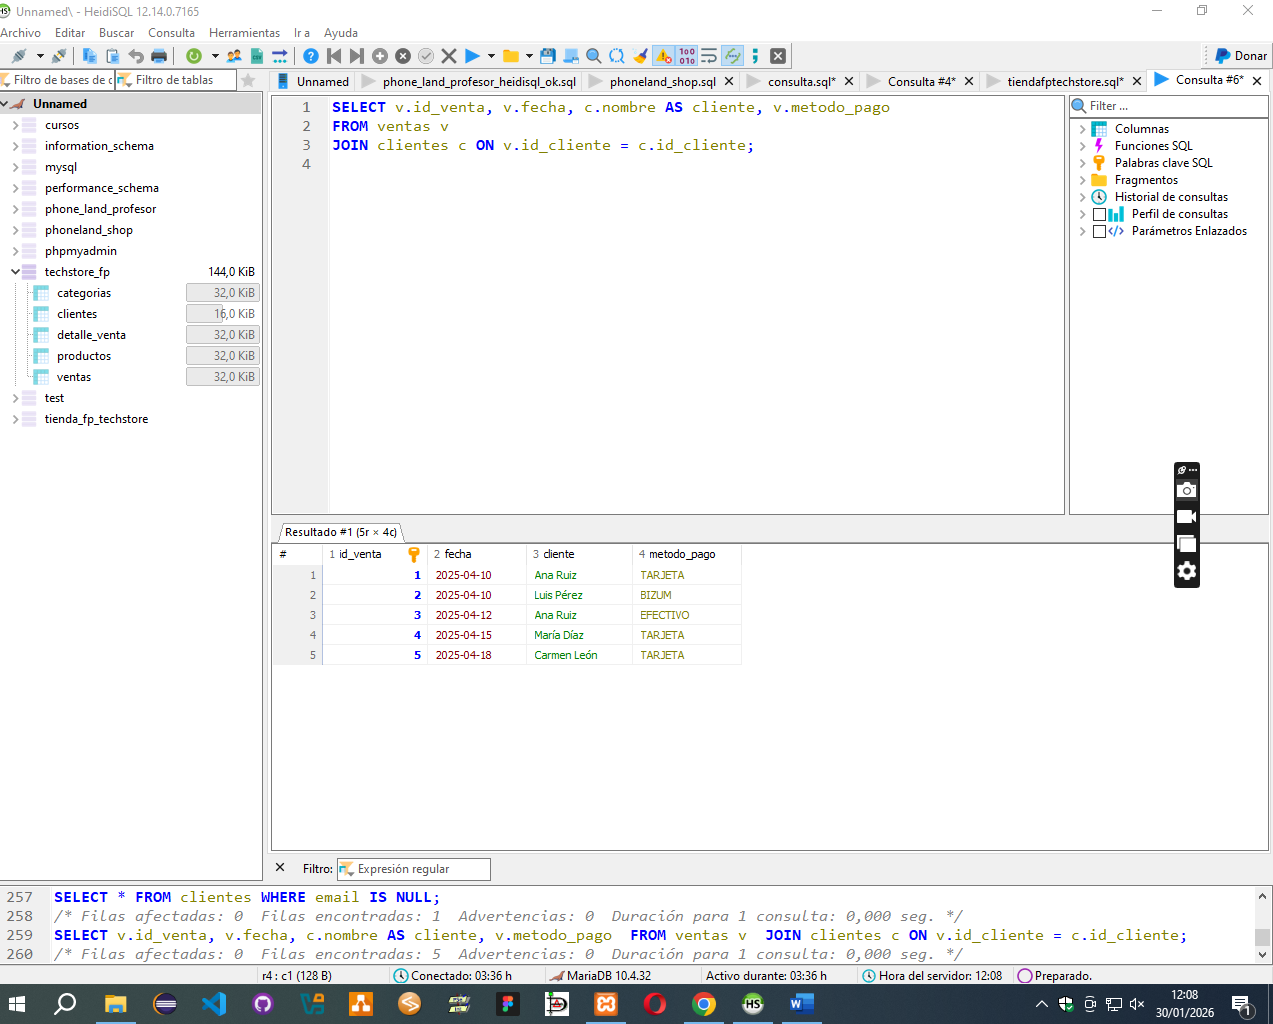 Unnamed\ - HeidiSQL 12.14.0.7165
Archivo Editar Buscar Consulta Herramientas Ir a Ayuda
Donar
Filtro de bases de d Filtro de tablas
Unnamed phone_land_profesor_heidisql_ok.sql phoneland_shop.sql consulta.sql* Consulta #4* tiendafptechstore.sql* Consulta #6*
Unnamed
cursos
information_schema
mysql
performance_schema
phone_land_profesor
phoneland_shop
phpmyadmin
techstore_fp 144,0 KiB
categorias 32,0 KiB
clientes 16,0 KiB
detalle_venta 32,0 KiB
productos 32,0 KiB
ventas 32,0 KiB
test
tienda_fp_techstore
1 SELECT v.id_venta, v.fecha, c.nombre AS cliente, v.metodo_pago
2 FROM ventas v
3 JOIN clientes c ON v.id_cliente = c.id_cliente;
4
Filter ...
Columnas
Funciones SQL
Palabras clave SQL
Fragmentos
Historial de consultas
Perfil de consultas
Parámetros Enlazados
Resultado #1 (5r × 4c)
# 1 id_venta 2 fecha 3 cliente 4 metodo_pago
1 1 2025-04-10 Ana Ruiz TARJETA
2 2 2025-04-10 Luis Pérez BIZUM
3 3 2025-04-12 Ana Ruiz EFECTIVO
4 4 2025-04-15 María Díaz TARJETA
5 5 2025-04-18 Carmen León TARJETA
Filtro: Expresión regular
257 SELECT * FROM clientes WHERE email IS NULL;
258 /* Filas afectadas: 0 Filas encontradas: 1 Advertencias: 0 Duración para 1 consulta: 0,000 seg. */
259 SELECT v.id_venta, v.fecha, c.nombre AS cliente, v.metodo_pago FROM ventas v JOIN clientes c ON v.id_cliente = c.id_cliente;
260 /* Filas afectadas: 0 Filas encontradas: 5 Advertencias: 0 Duración para 1 consulta: 0,000 seg. */
r4 : c1 (128 B) Conectado: 03:36 h MariaDB 10.4.32 Activo durante: 03:36 h Hora del servidor: 12:08 Preparado.
12:08
30/01/2026